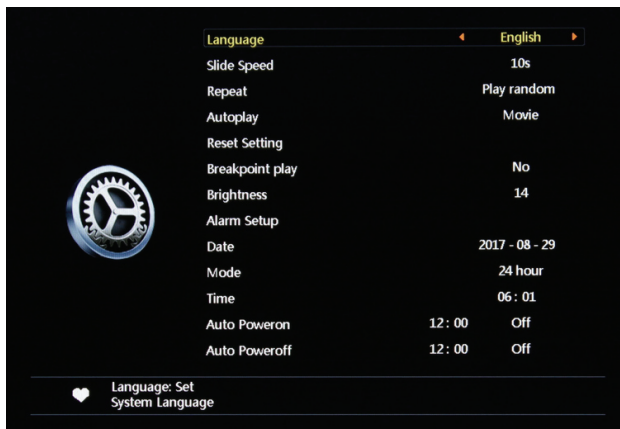 Language English
Slide Speed 10s
Repeat Play random
Autoplay Movie
Reset Setting
Breakpoint play No
Brightness 14
Alarm Setup
Date 2017 - 08 - 29
Mode 24 hour
Time 06 : 01
Auto Poweron 12 : 00 Off
Auto Poweroff 12 : 00 Off
Language: Set
System Language